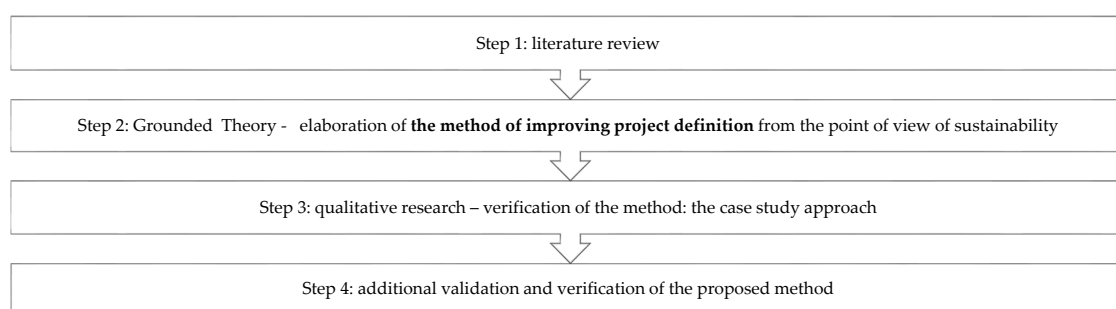 Step 1: literature review
Step 2: Grounded Theory - elaboration of the method of improving project definition from the point of view of sustainability
Step 3: qualitative research – verification of the method: the case study approach
Step 4: additional validation and verification of the proposed method